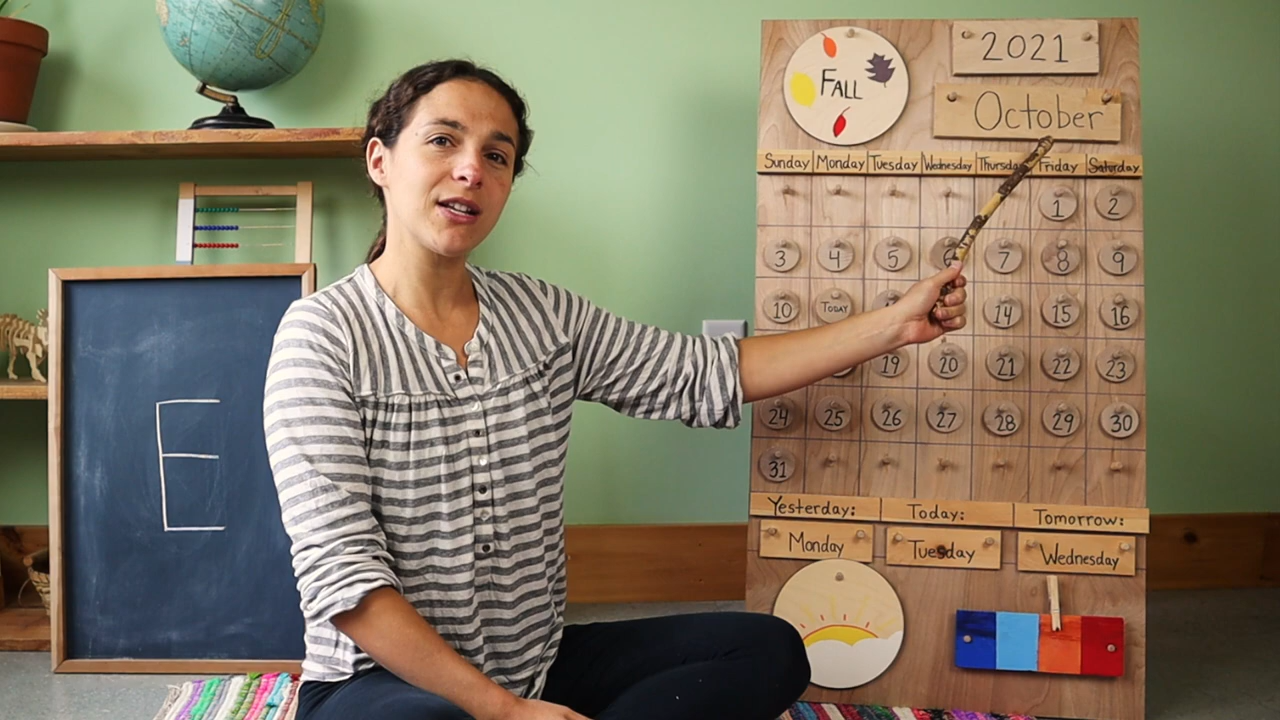 E
FALL
2021
October
Sunday Monday Tuesday Wednesday Thursday Friday Saturday
1 2
3 4 5 6 7 8 9
10 TODAY 14 15 16
19 20 21 22 23
24 25 26 27 28 29 30
31
Yesterday: Today: Tomorrow:
Monday Tuesday Wednesday